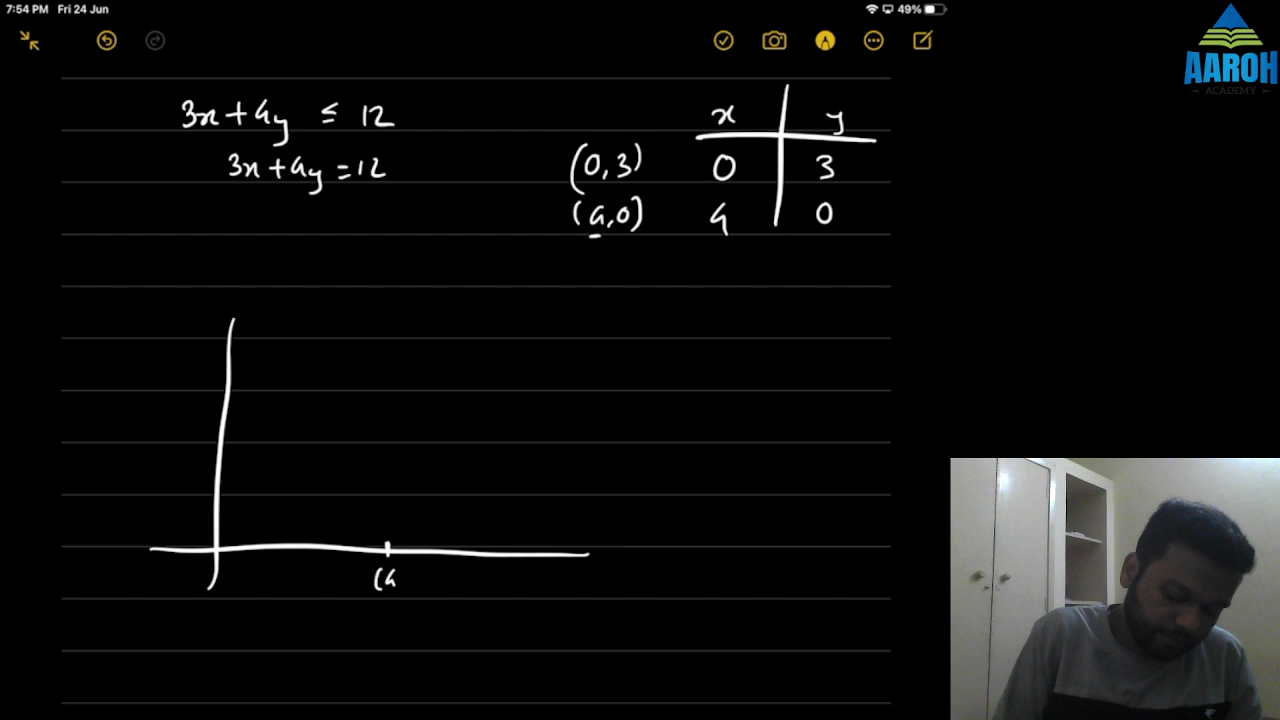 7:54 PM Fri 24 Jun
49%
AAROH
ACADEMY
3x + 4y ≤ 12
x y
3x + 4y = 12
(0, 3) 0 3
(4, 0) 4 0
(4